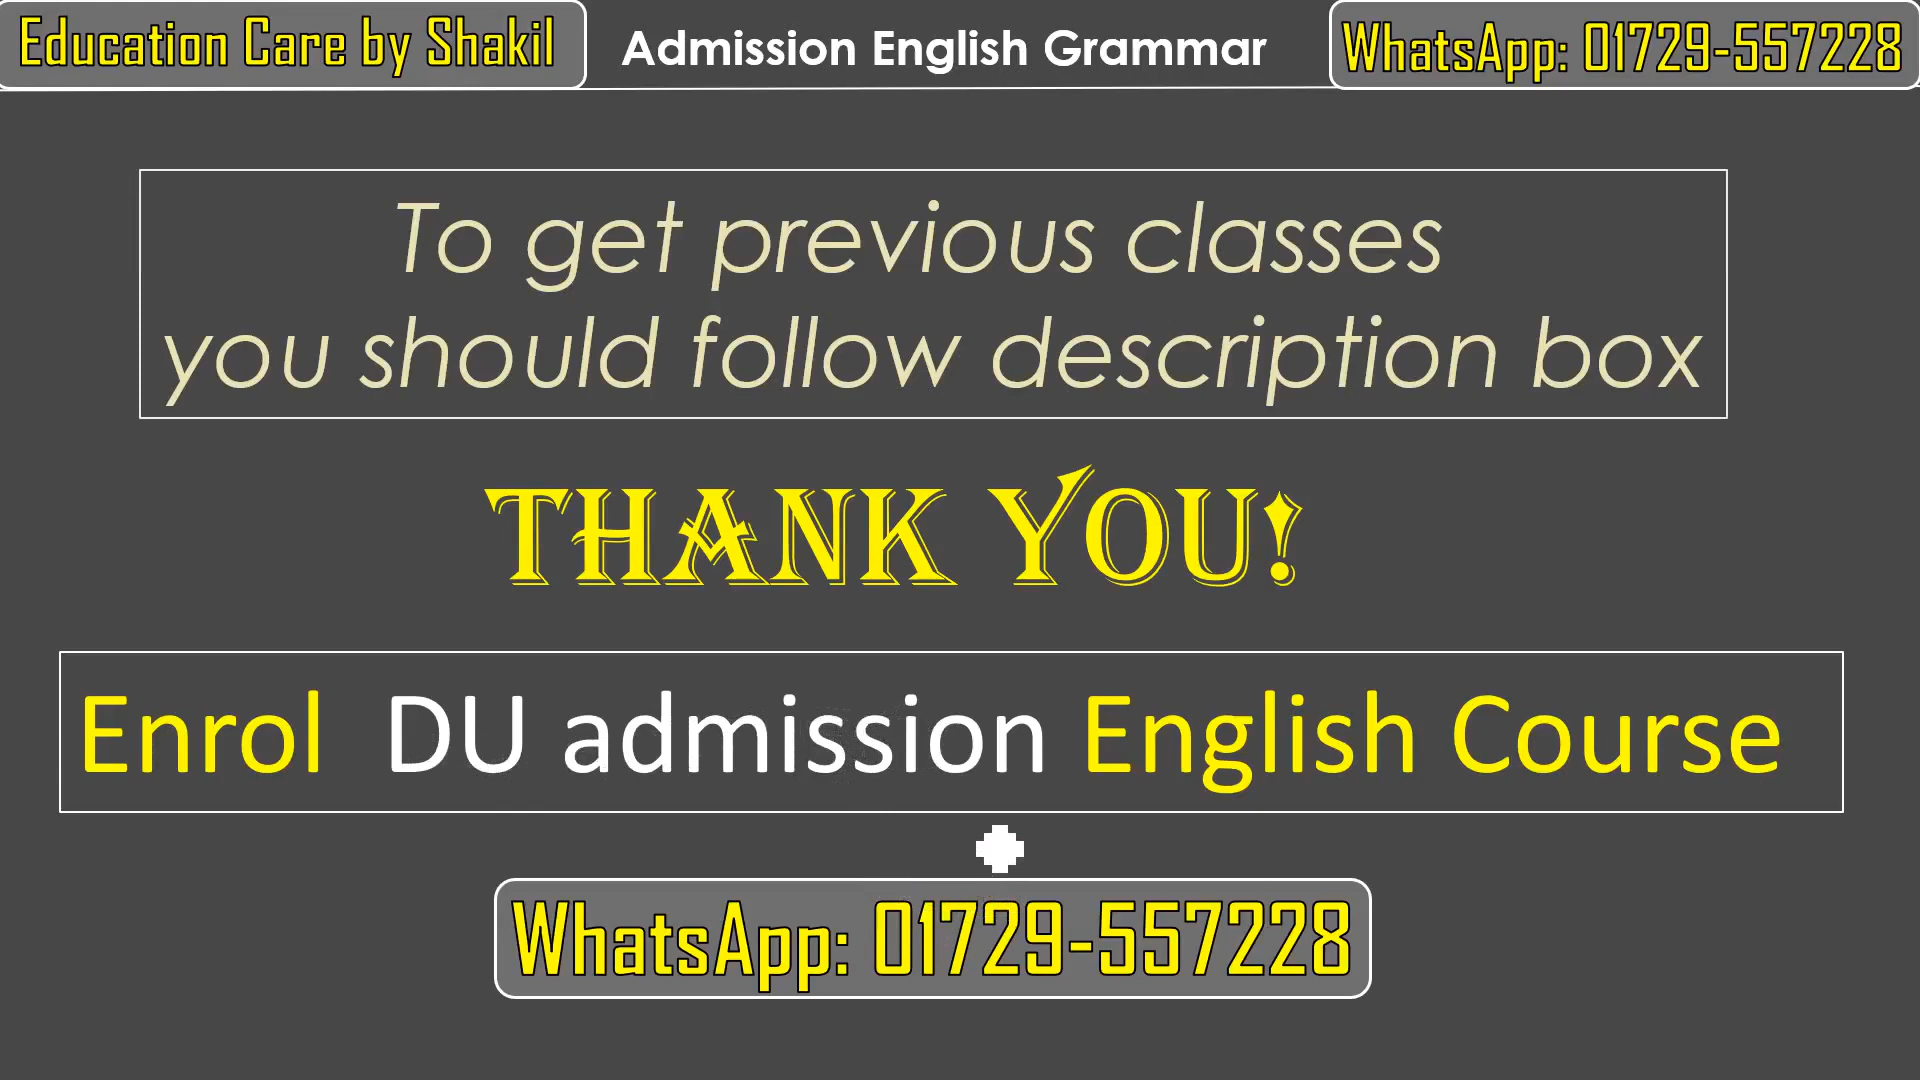 Education Care by Shakil
Admission English Grammar
WhatsApp: 01729-557228
To get previous classes
you should follow description box
THANK YOU!
Enrol DU admission English Course
WhatsApp: 01729-557228